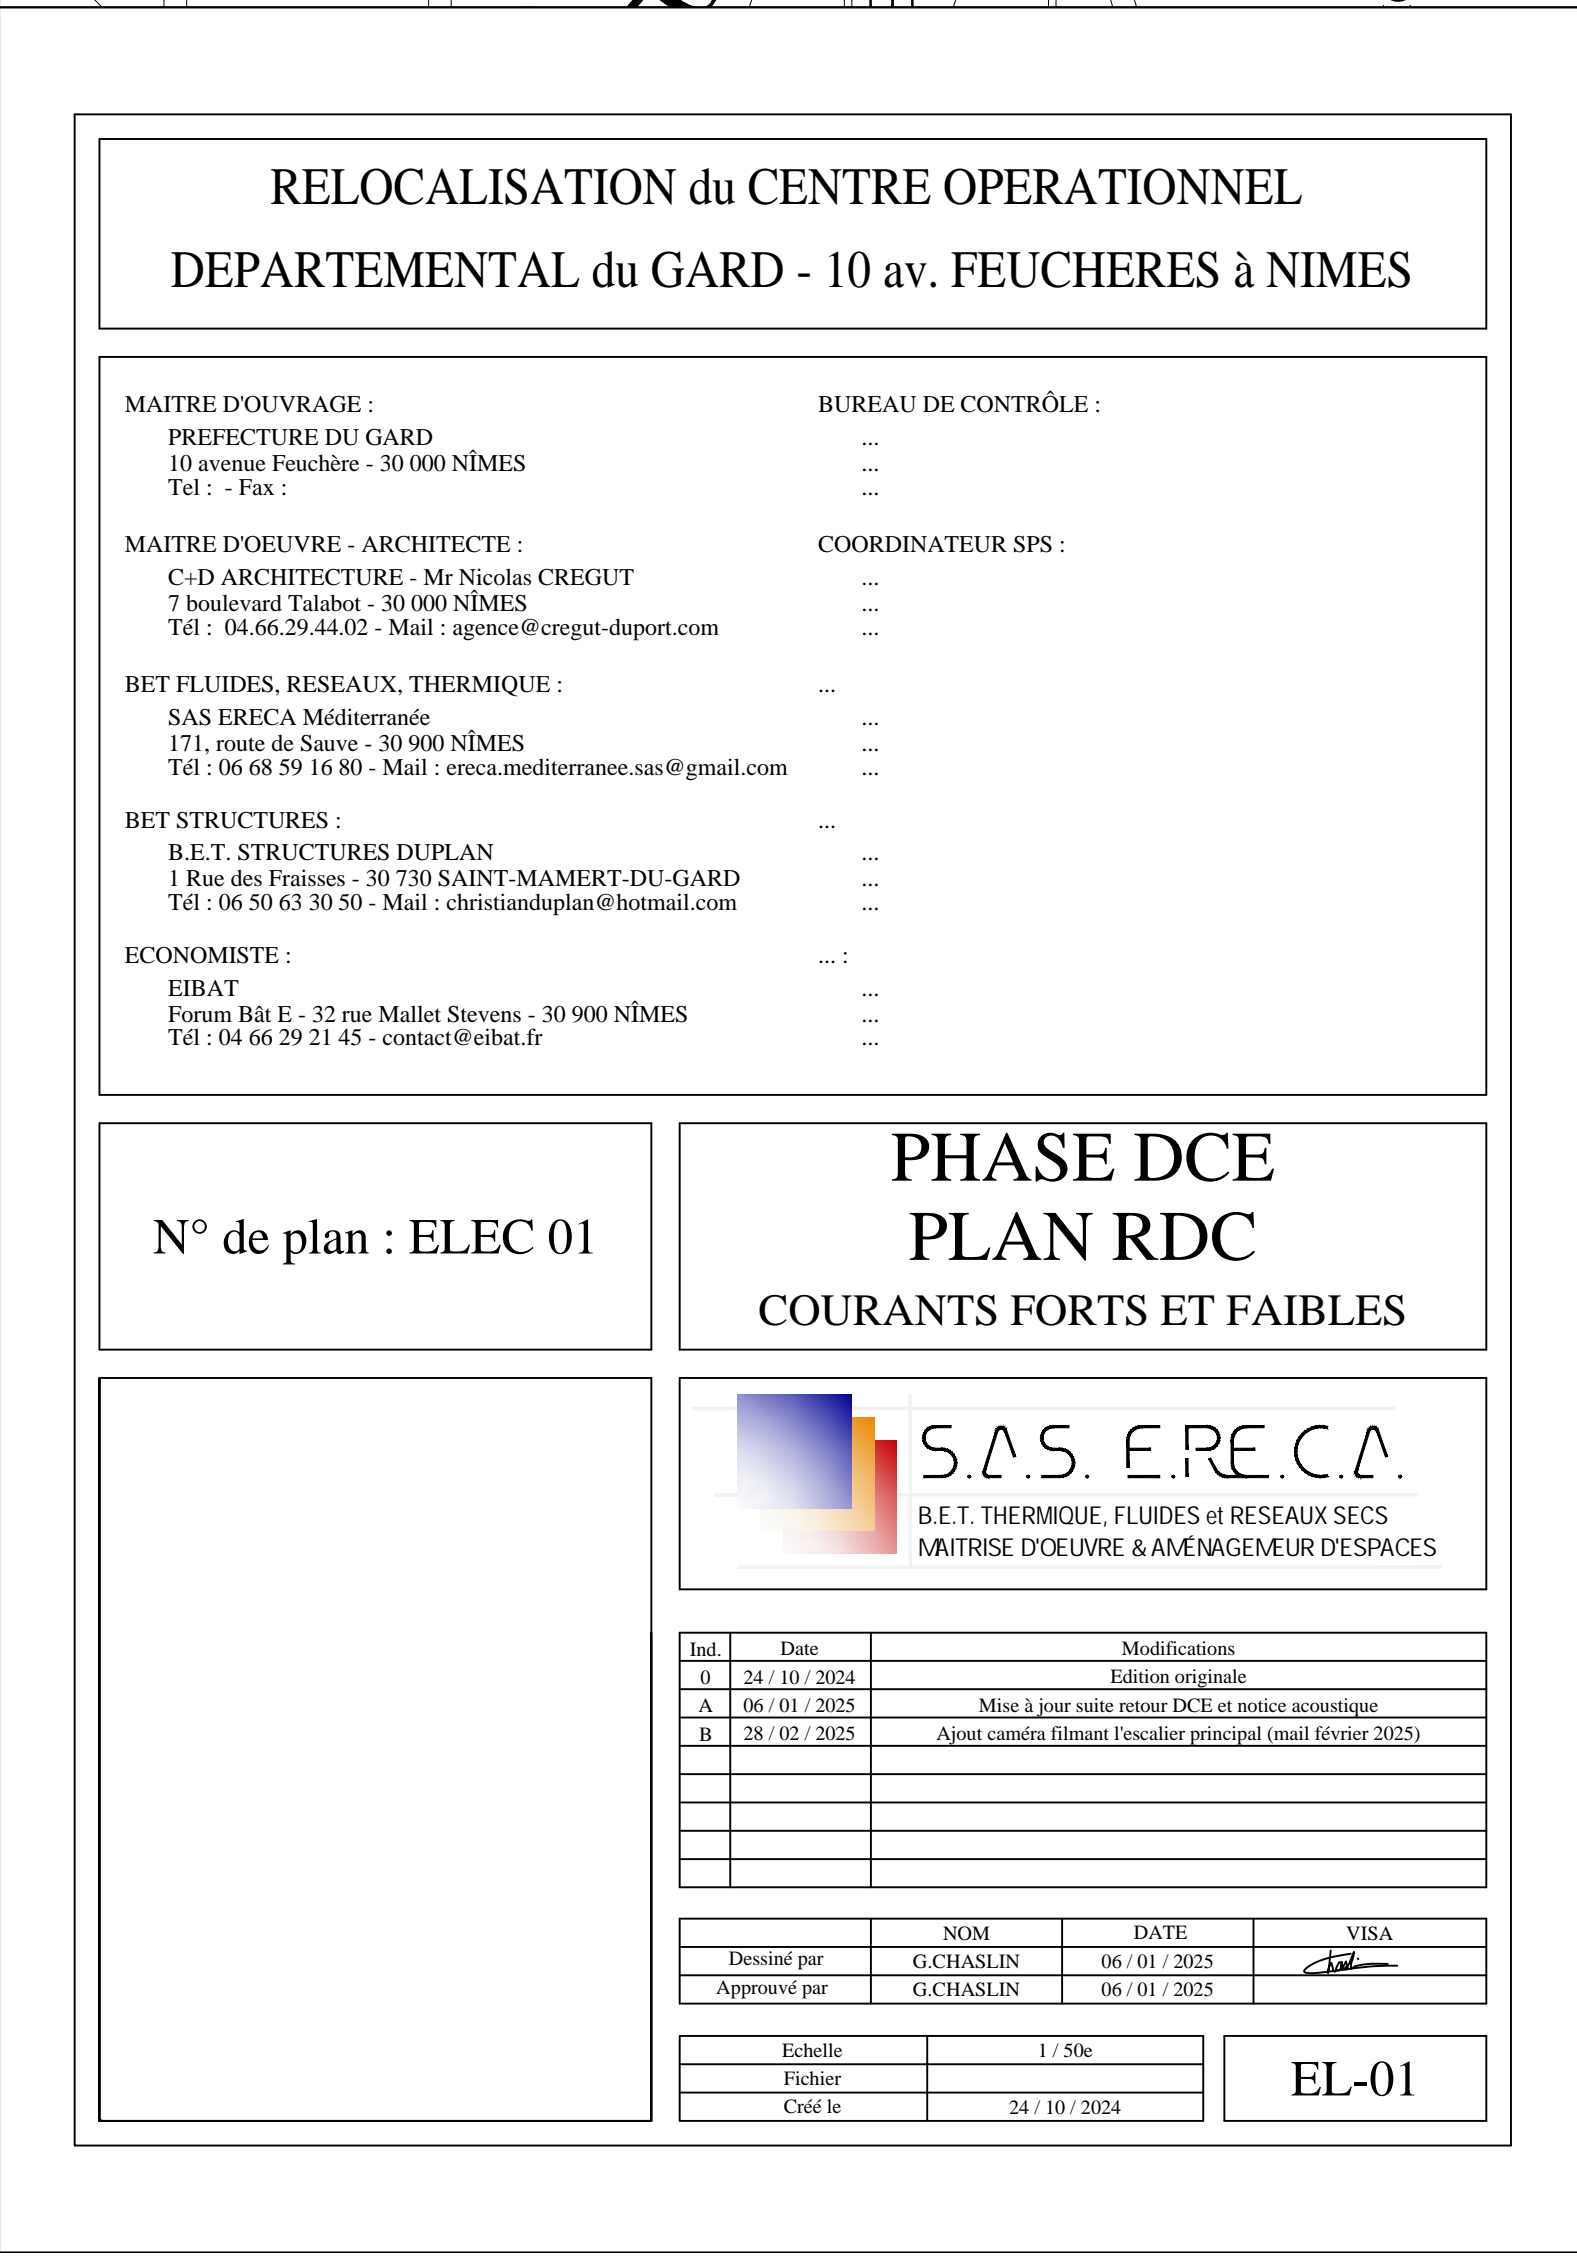 RELOCALISATION du CENTRE OPERATIONNEL
DEPARTEMENTAL du GARD - 10 av. FEUCHERES à NIMES
MAITRE D'OUVRAGE :
PREFECTURE DU GARD
10 avenue Feuchère - 30 000 NÎMES
Tel :  - Fax :
MAITRE D'OEUVRE - ARCHITECTE :
C+D ARCHITECTURE - Mr Nicolas CREGUT
7 boulevard Talabot - 30 000 NÎMES
Tél :  04.66.29.44.02 - Mail : agence@cregut-duport.com
BET FLUIDES, RESEAUX, THERMIQUE :
SAS ERECA Méditerranée
171, route de Sauve - 30 900 NÎMES
Tél : 06 68 59 16 80 - Mail : ereca.mediterranee.sas@gmail.com
BET STRUCTURES :
B.E.T. STRUCTURES DUPLAN
1 Rue des Fraisses - 30 730 SAINT-MAMERT-DU-GARD
Tél : 06 50 63 30 50 - Mail : christianduplan@hotmail.com
ECONOMISTE :
EIBAT
Forum Bât E - 32 rue Mallet Stevens - 30 900 NÎMES
Tél : 04 66 29 21 45 - contact@eibat.fr
BUREAU DE CONTRÔLE :
...
...
...
COORDINATEUR SPS :
...
...
...
...
...
...
...
...
...
...
...
... :
...
...
...
N° de plan : ELEC 01
PHASE DCE
PLAN RDC
COURANTS FORTS ET FAIBLES
S.A.S. E.R.E.C.A.
B.E.T. THERMIQUE, FLUIDES et RESEAUX SECS
MAITRISE D'OEUVRE & AMÉNAGEMEUR D'ESPACES
Ind. Date Modifications
0 24 / 10 / 2024 Edition originale
A 06 / 01 / 2025 Mise à jour suite retour DCE et notice acoustique
B 28 / 02 / 2025 Ajout caméra filmant l'escalier principal (mail février 2025)
NOM DATE VISA
Dessiné par G.CHASLIN 06 / 01 / 2025
Approuvé par G.CHASLIN 06 / 01 / 2025
Echelle 1 / 50e
Fichier
Créé le 24 / 10 / 2024
EL-01